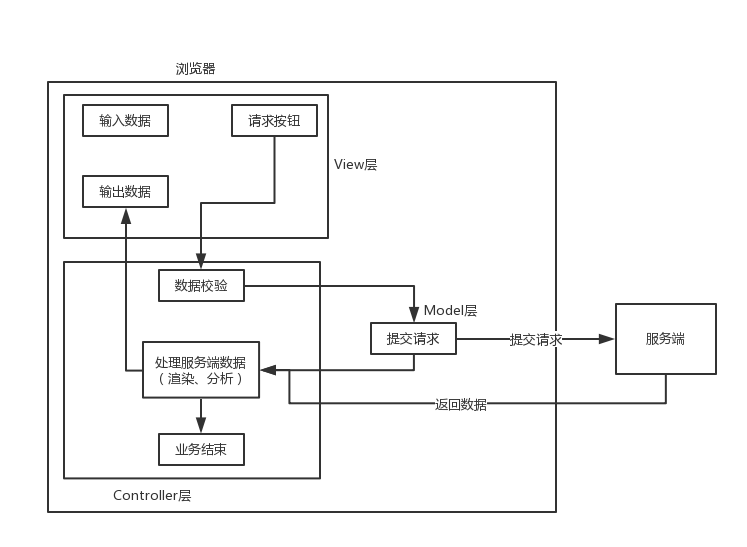 浏览器
输入数据
请求按钮
View层
输出数据
数据校验
Model层
提交请求
提交请求
服务端
处理服务端数据
（渲染、分析）
返回数据
业务结束
Controller层